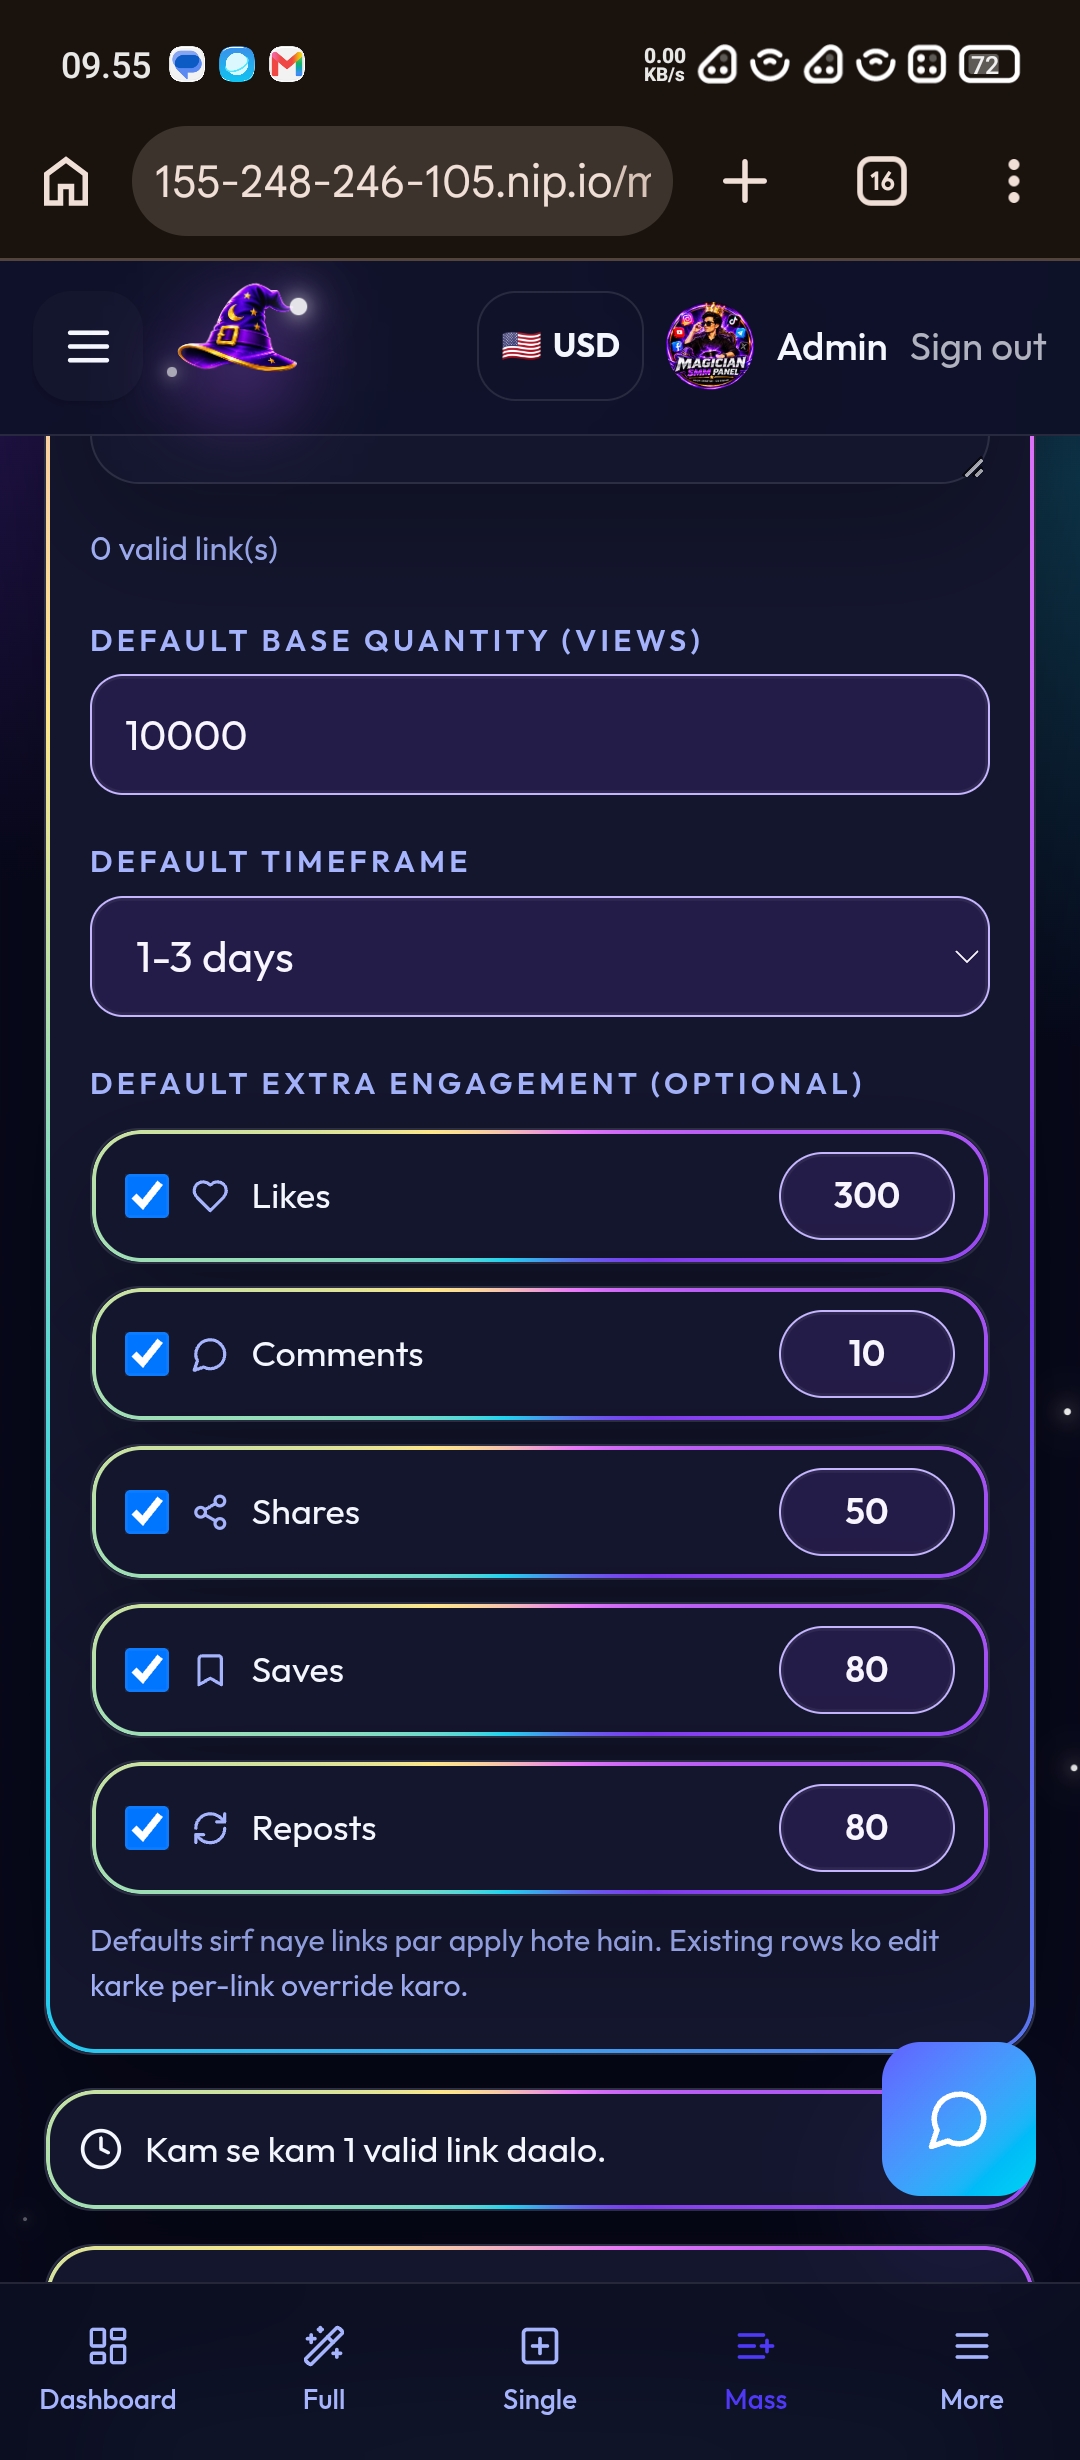 09.55
0.00
KB/s
72
155-248-246-105.nip.io/m
16
🇺🇸 USD
MAGICIAN
SMM PANEL
Admin
Sign out
0 valid link(s)
DEFAULT BASE QUANTITY (VIEWS)
10000
DEFAULT TIMEFRAME
1-3 days
DEFAULT EXTRA ENGAGEMENT (OPTIONAL)
Likes
300
Comments
10
Shares
50
Saves
80
Reposts
80
Defaults sirf naye links par apply hote hain. Existing rows ko edit
karke per-link override karo.
Kam se kam 1 valid link daalo.
Dashboard
Full
Single
Mass
More